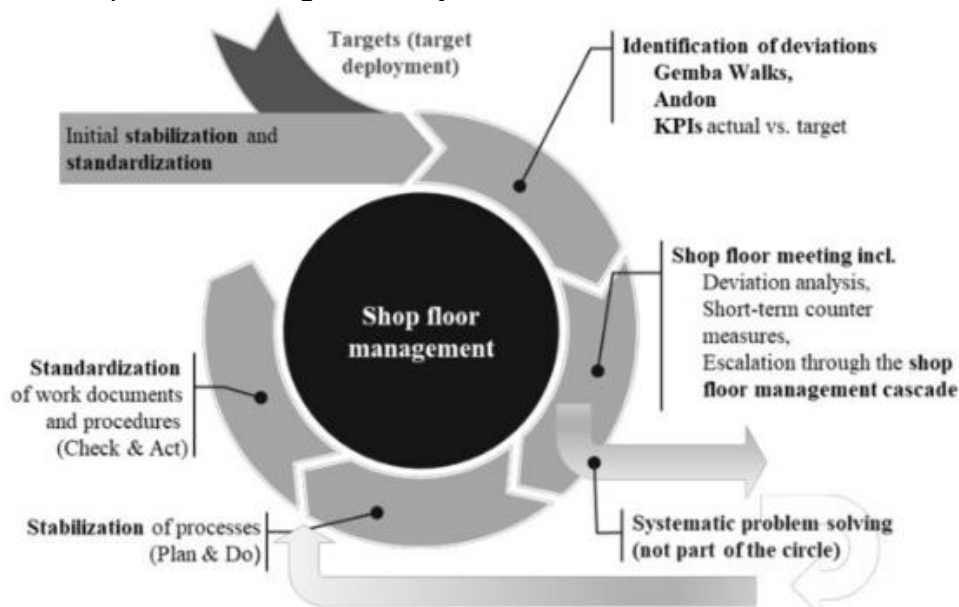 Targets (target
deployment)
Initial stabilization and
standardization
Identification of deviations
Gemba Walks,
Andon
KPIs actual vs. target
Shop floor meeting incl.
Deviation analysis,
Short-term counter
measures,
Escalation through the shop
floor management cascade
Shop floor
management
Standardization
of work documents
and procedures
(Check & Act)
Stabilization of processes
(Plan & Do)
Systematic problem solving
(not part of the circle)